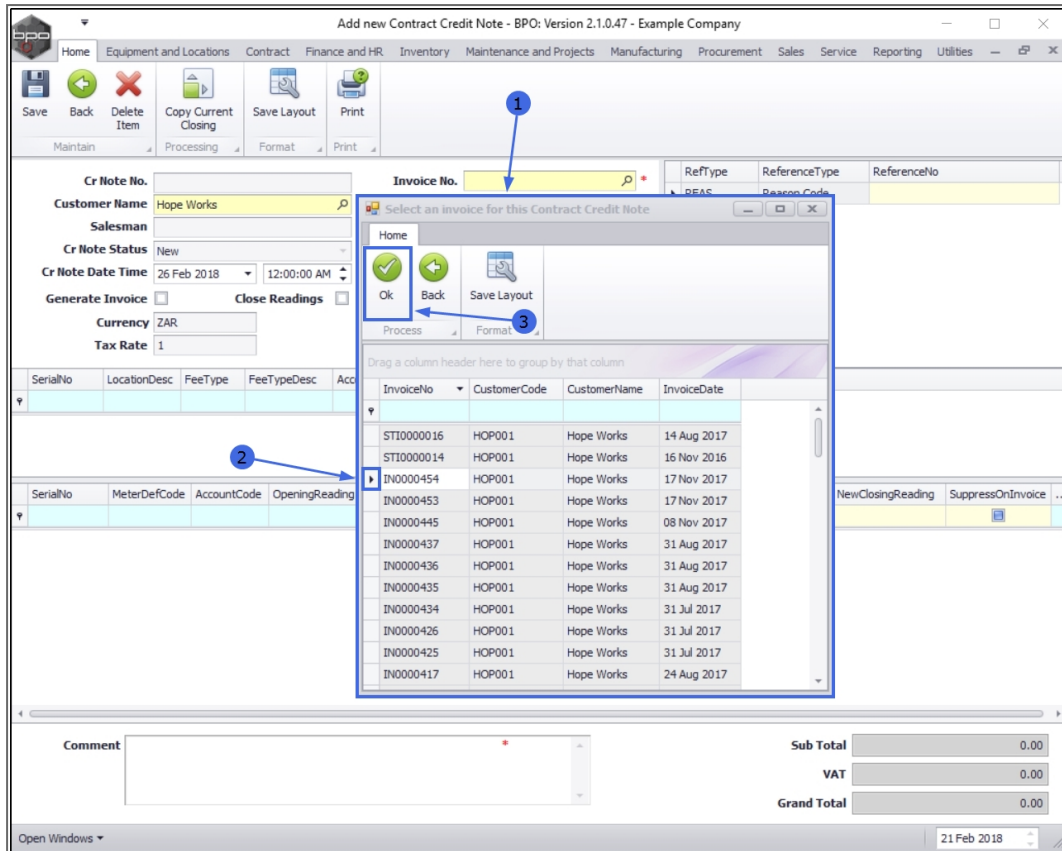 bpo
Add new Contract Credit Note - BPO: Version 2.1.0.47 - Example Company
Home Equipment and Locations Contract Finance and HR Inventory Maintenance and Projects Manufacturing Procurement Sales Service Reporting Utilities
Save Back Delete Item Copy Current Closing Save Layout Print
Maintain Processing Format Print
1
Cr Note No.
Invoice No. *
RefType ReferenceType ReferenceNo
REAS Reason Code
Customer Name Hope Works
Salesman
Cr Note Status New
Cr Note Date Time 26 Feb 2018 12:00:00 AM
Generate Invoice Close Readings
Currency ZAR
Tax Rate 1
Select an invoice for this Contract Credit Note
Home
Ok Back Save Layout
3
Process Format
Drag a column header here to group by that column
SerialNo LocationDesc FeeType FeeTypeDesc
InvoiceNo CustomerCode CustomerName InvoiceDate
STI0000016 HOP001 Hope Works 14 Aug 2017
STI0000014 HOP001 Hope Works 16 Nov 2016
2
IN0000454 HOP001 Hope Works 17 Nov 2017
IN0000453 HOP001 Hope Works 17 Nov 2017
IN0000445 HOP001 Hope Works 08 Nov 2017
IN0000437 HOP001 Hope Works 31 Aug 2017
IN0000436 HOP001 Hope Works 31 Aug 2017
IN0000435 HOP001 Hope Works 31 Aug 2017
IN0000434 HOP001 Hope Works 31 Jul 2017
IN0000426 HOP001 Hope Works 31 Jul 2017
IN0000425 HOP001 Hope Works 31 Jul 2017
IN0000417 HOP001 Hope Works 24 Aug 2017
SerialNo MeterDefCode AccountCode OpeningReading NewClosingReading SuppressOnInvoice ..
Comment *
Sub Total 0.00
VAT 0.00
Grand Total 0.00
Open Windows 21 Feb 2018